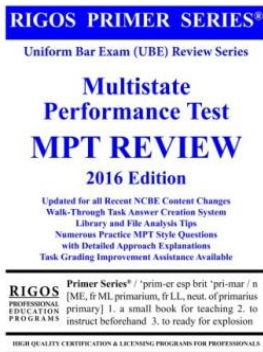 RIGOS PRIMER SERIES®
Uniform Bar Exam (UBE) Review Series
Multistate
Performance Test
MPT REVIEW
2016 Edition
Updated for all Recent NCBE Content Changes
Walk-Through Task Answer Creation System
Library and File Analysis Tips
Numerous Practice MPT Style Questions
with Detailed Approach Explanations
Task Grading Improvement Assistance Available
RIGOS
PROFESSIONAL
EDUCATION
PROGRAMS
Primer Series® / 'prim-er esp brit 'pri-mar / n
[ME, fr ML primarium, fr LL, neut. of primarius
primary] 1. a small book for teaching 2. to
instruct beforehand 3. to ready for explosion
HIGH QUALITY CERTIFICATION & LICENSING PROGRAMS FOR PROFESSIONALS